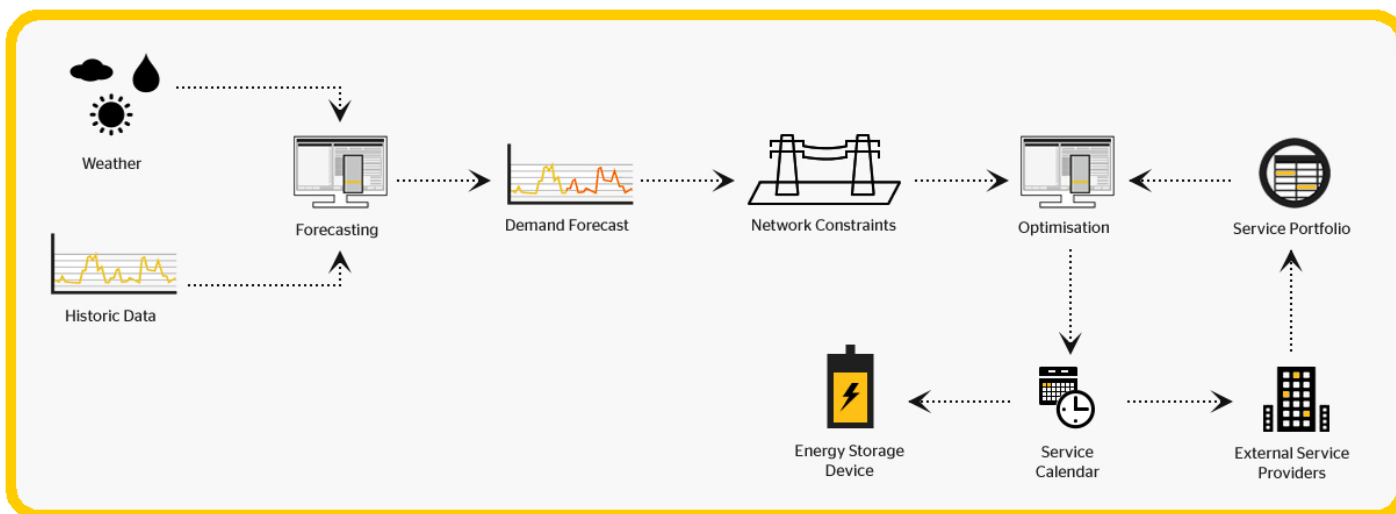 Weather
Historic Data
Forecasting
Demand Forecast
Network Constraints
Optimisation
Service Portfolio
Energy Storage
Device
Service
Calendar
External Service
Providers